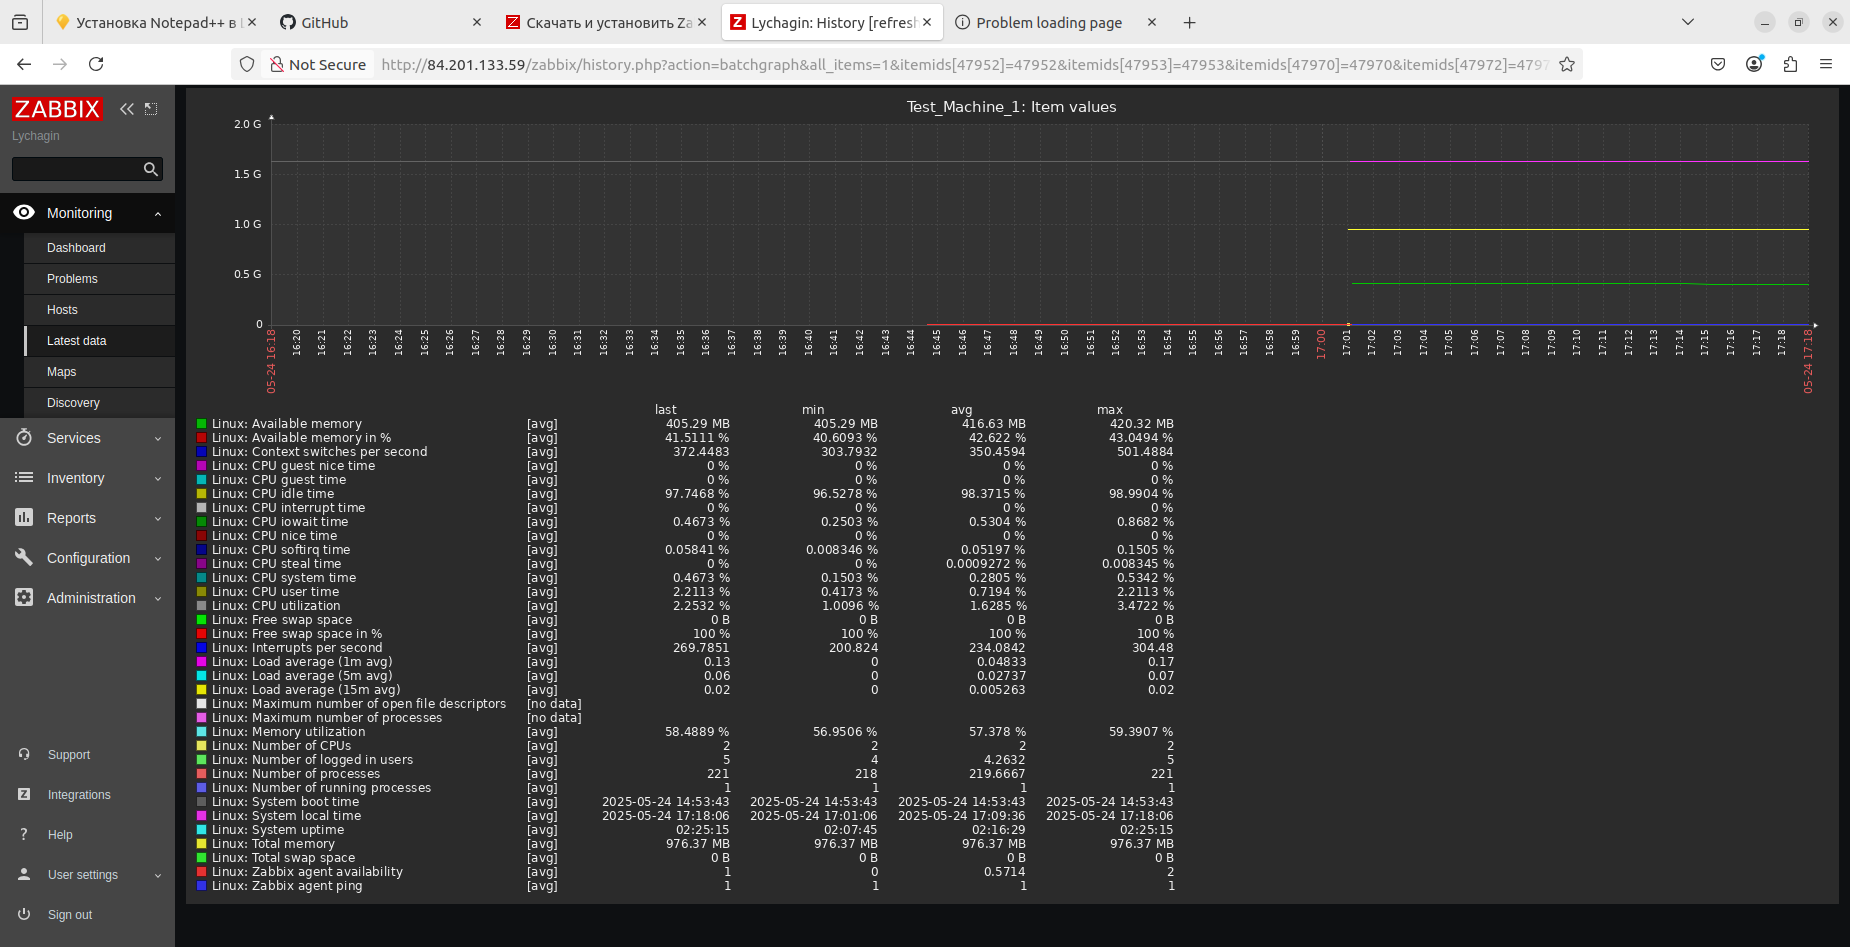 Установка Notepad++ в L
GitHub
Скачать и установить Za
Lychagin: History [refresh
Problem loading page
Not Secure
http://84.201.133.59/zabbix/history.php?action=batchgraph&all_items=1&itemids[47952]=47952&itemids[47953]=47953&itemids[47970]=47970&itemids[47972]=4797
ZABBIX
Lychagin
Monitoring
Dashboard
Problems
Hosts
Latest data
Maps
Discovery
Services
Inventory
Reports
Configuration
Administration
Support
Integrations
Help
User settings
Sign out
Test_Machine_1: Item values
2.0 G
1.5 G
1.0 G
0.5 G
0
05-24 16:18 16:20 16:21 16:22 16:23 16:24 16:25 16:26 16:27 16:28 16:29 16:30 16:31 16:32 16:33 16:34 16:35 16:36 16:37 16:38 16:39 16:40 16:41 16:42 16:43 16:44 16:45 16:46 16:47 16:48 16:49 16:50 16:51 16:52 16:53 16:54 16:55 16:56 16:57 16:58 16:59 17:00 17:01 17:02 17:03 17:04 17:05 17:06 17:07 17:08 17:09 17:10 17:11 17:12 17:13 17:14 17:15 17:16 17:17 17:18 05-24 17:18
last min avg max
Linux: Available memory [avg] 405.29 MB 405.29 MB 416.63 MB 420.32 MB
Linux: Available memory in % [avg] 41.5111 % 40.6093 % 42.622 % 43.0494 %
Linux: Context switches per second [avg] 372.4483 303.7932 350.4594 501.4884
Linux: CPU guest nice time [avg] 0 % 0 % 0 % 0 %
Linux: CPU guest time [avg] 0 % 0 % 0 % 0 %
Linux: CPU idle time [avg] 97.7468 % 96.5278 % 98.3715 % 98.9904 %
Linux: CPU interrupt time [avg] 0 % 0 % 0 % 0 %
Linux: CPU iowait time [avg] 0.4673 % 0.2503 % 0.5304 % 0.8682 %
Linux: CPU nice time [avg] 0 % 0 % 0 % 0 %
Linux: CPU softirq time [avg] 0.05841 % 0.008346 % 0.05197 % 0.1505 %
Linux: CPU steal time [avg] 0 % 0 % 0.0009272 % 0.008345 %
Linux: CPU system time [avg] 0.4673 % 0.1503 % 0.2805 % 0.5342 %
Linux: CPU user time [avg] 2.2113 % 0.4173 % 0.7194 % 2.2113 %
Linux: CPU utilization [avg] 2.2532 % 1.0096 % 1.6285 % 3.4722 %
Linux: Free swap space [avg] 0 B 0 B 0 B 0 B
Linux: Free swap space in % [avg] 100 % 100 % 100 % 100 %
Linux: Interrupts per second [avg] 269.7851 200.824 234.0842 304.48
Linux: Load average (1m avg) [avg] 0.13 0 0.04833 0.17
Linux: Load average (5m avg) [avg] 0.06 0 0.02737 0.07
Linux: Load average (15m avg) [avg] 0.02 0 0.005263 0.02
Linux: Maximum number of open file descriptors [no data]
Linux: Maximum number of processes [no data]
Linux: Memory utilization [avg] 58.4889 % 56.9506 % 57.378 % 59.3907 %
Linux: Number of CPUs [avg] 2 2 2 2
Linux: Number of logged in users [avg] 5 4 4.2632 5
Linux: Number of processes [avg] 221 218 219.6667 221
Linux: Number of running processes [avg] 1 1 1 1
Linux: System boot time [avg] 2025-05-24 14:53:43 2025-05-24 14:53:43 2025-05-24 14:53:43 2025-05-24 14:53:43
Linux: System local time [avg] 2025-05-24 17:18:06 2025-05-24 17:01:06 2025-05-24 17:09:36 2025-05-24 17:18:06
Linux: System uptime [avg] 02:25:15 02:07:45 02:16:29 02:25:15
Linux: Total memory [avg] 976.37 MB 976.37 MB 976.37 MB 976.37 MB
Linux: Total swap space [avg] 0 B 0 B 0 B 0 B
Linux: Zabbix agent availability [avg] 1 0 0.5714 2
Linux: Zabbix agent ping [avg] 1 1 1 1